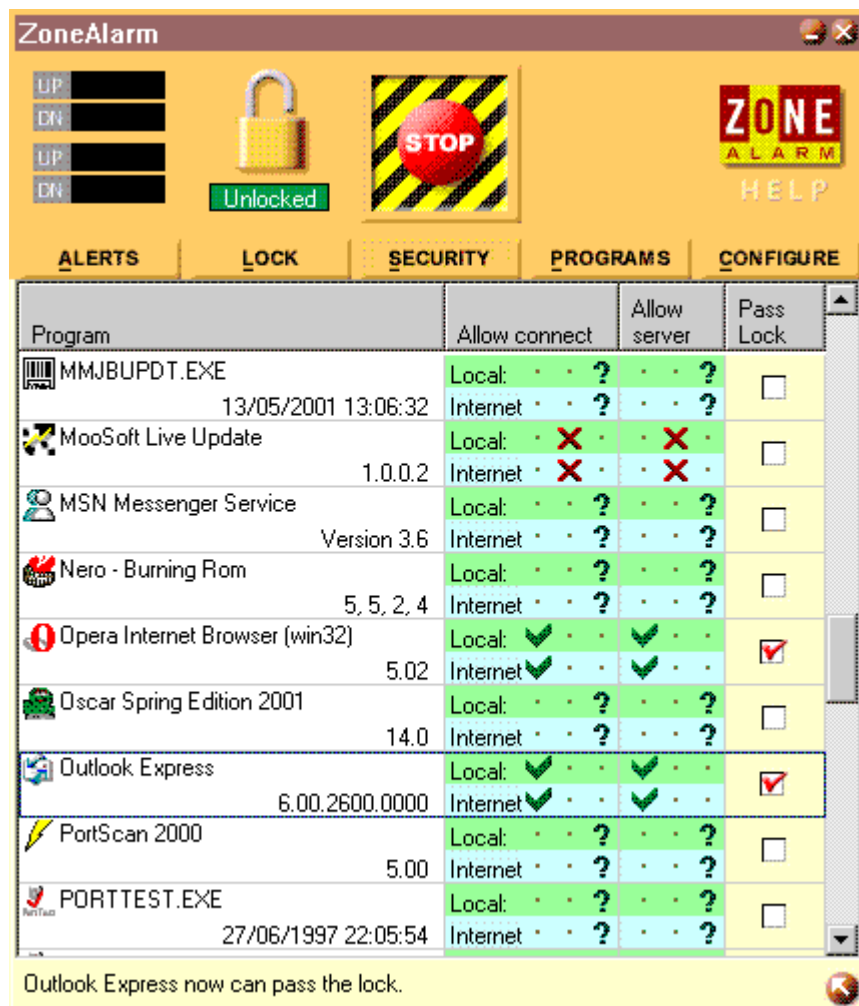 ZoneAlarm
UP
DN
UP
DN
Unlocked
STOP
ZONE
ALARM
HELP
ALERTS LOCK SECURITY PROGRAMS CONFIGURE
Program Allow connect Allow server Pass Lock
MMJBUPDT.EXE Local: ? ?
13/05/2001 13:06:32 Internet ? ?
MooSoft Live Update Local:
1.0.0.2 Internet
MSN Messenger Service Local: ? ?
Version 3.6 Internet ? ?
Nero - Burning Rom Local: ? ?
5, 5, 2, 4 Internet ? ?
Opera Internet Browser (win32) Local:
5.02 Internet
Oscar Spring Edition 2001 Local: ? ?
14.0 Internet ? ?
Outlook Express Local:
6.00.2600.0000 Internet
PortScan 2000 Local: ? ?
5.00 Internet ? ?
PORTTEST.EXE Local: ? ?
27/06/1997 22:05:54 Internet ? ?
Outlook Express now can pass the lock.